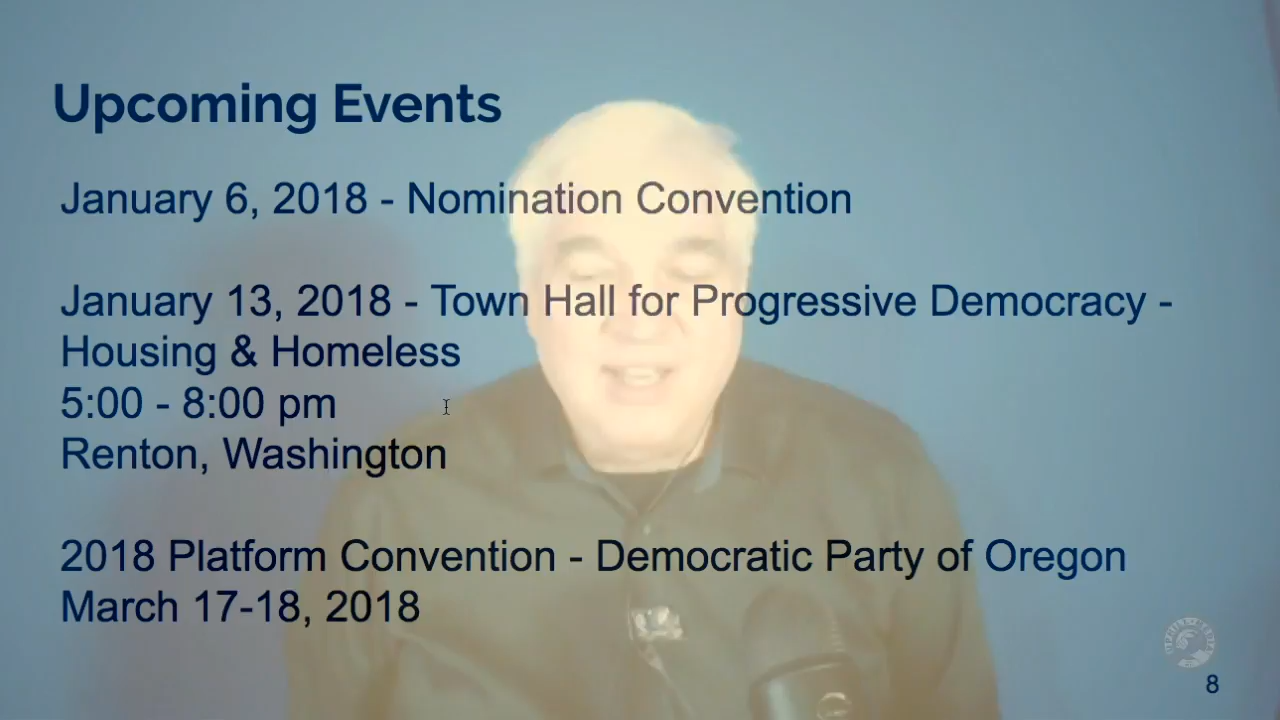 Upcoming Events
January 6, 2018 - Nomination Convention
January 13, 2018 - Town Hall for Progressive Democracy -
Housing & Homeless
5:00 - 8:00 pm
Renton, Washington
2018 Platform Convention - Democratic Party of Oregon
March 17-18, 2018
8